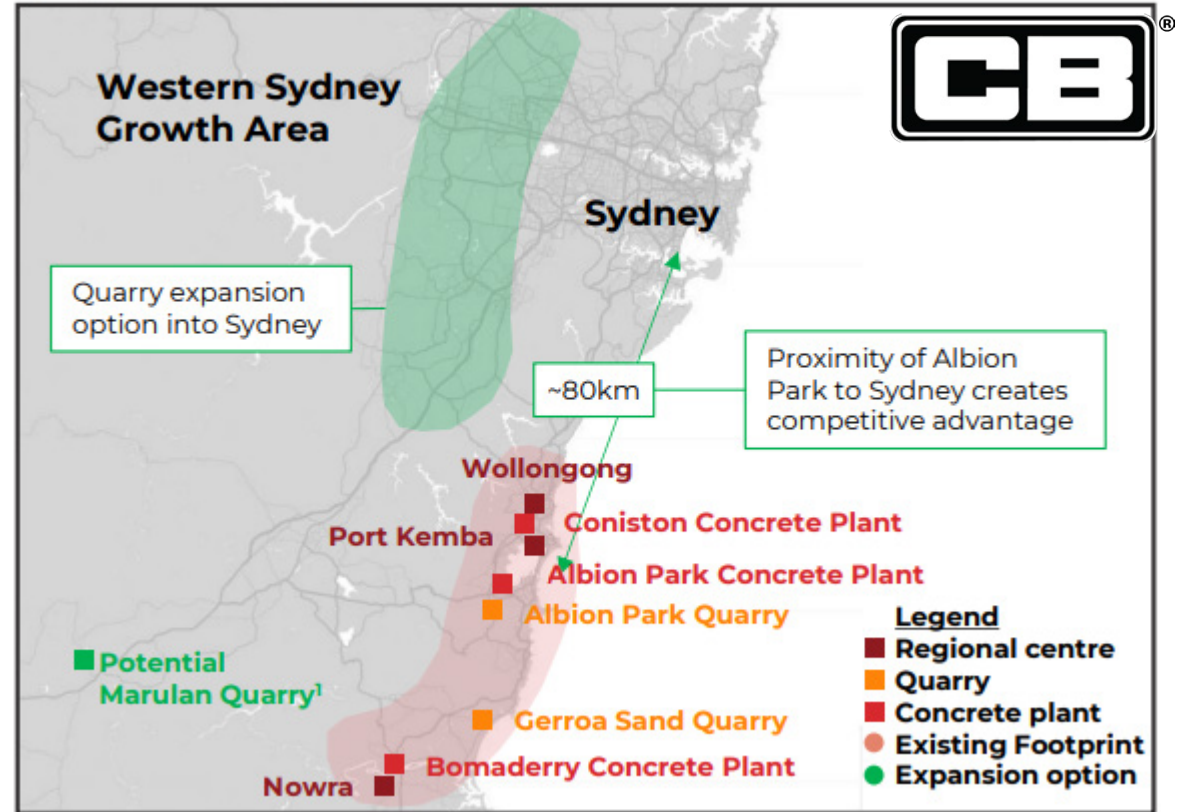 Western Sydney
Growth Area
CB®
Sydney
Quarry expansion
option into Sydney
~80km
Proximity of Albion
Park to Sydney creates
competitive advantage
Wollongong
Coniston Concrete Plant
Port Kemba
Albion Park Concrete Plant
Albion Park Quarry
Potential
Marulan Quarry¹
Gerroa Sand Quarry
Bomaderry Concrete Plant
Nowra
Legend
Regional centre
Quarry
Concrete plant
Existing Footprint
Expansion option